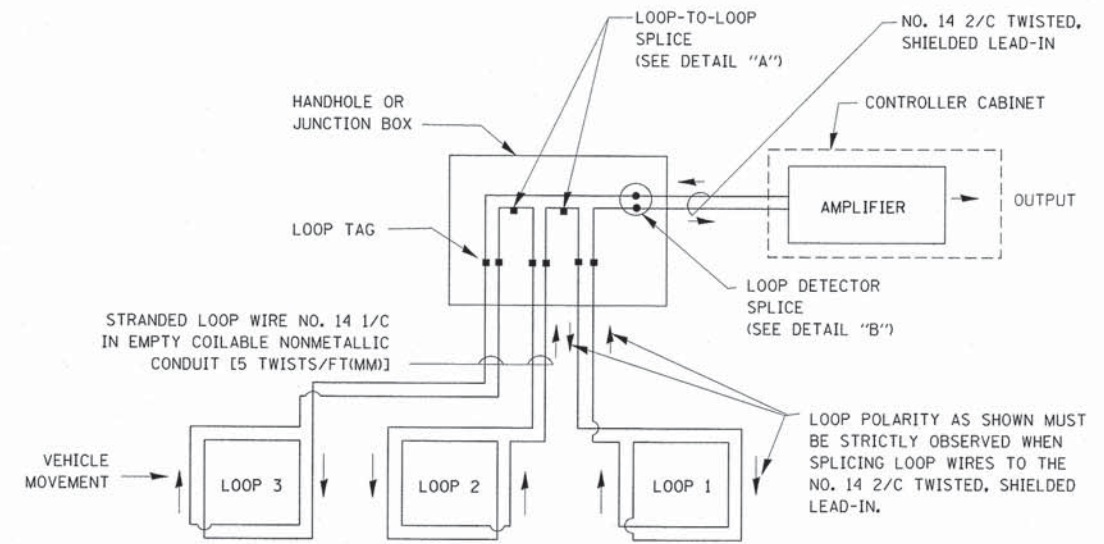 LOOP-TO-LOOP
SPLICE
(SEE DETAIL "A")
NO. 14 2/C TWISTED,
SHIELDED LEAD-IN
HANDHOLE OR
JUNCTION BOX
CONTROLLER CABINET
AMPLIFIER
OUTPUT
LOOP TAG
LOOP DETECTOR
SPLICE
(SEE DETAIL "B")
STRANDED LOOP WIRE NO. 14 1/C
IN EMPTY COILABLE NONMETALLIC
CONDUIT [5 TWISTS/FT(MM)]
LOOP POLARITY AS SHOWN MUST
BE STRICTLY OBSERVED WHEN
SPLICING LOOP WIRES TO THE
NO. 14 2/C TWISTED, SHIELDED
LEAD-IN.
VEHICLE
MOVEMENT
LOOP 3
LOOP 2
LOOP 1